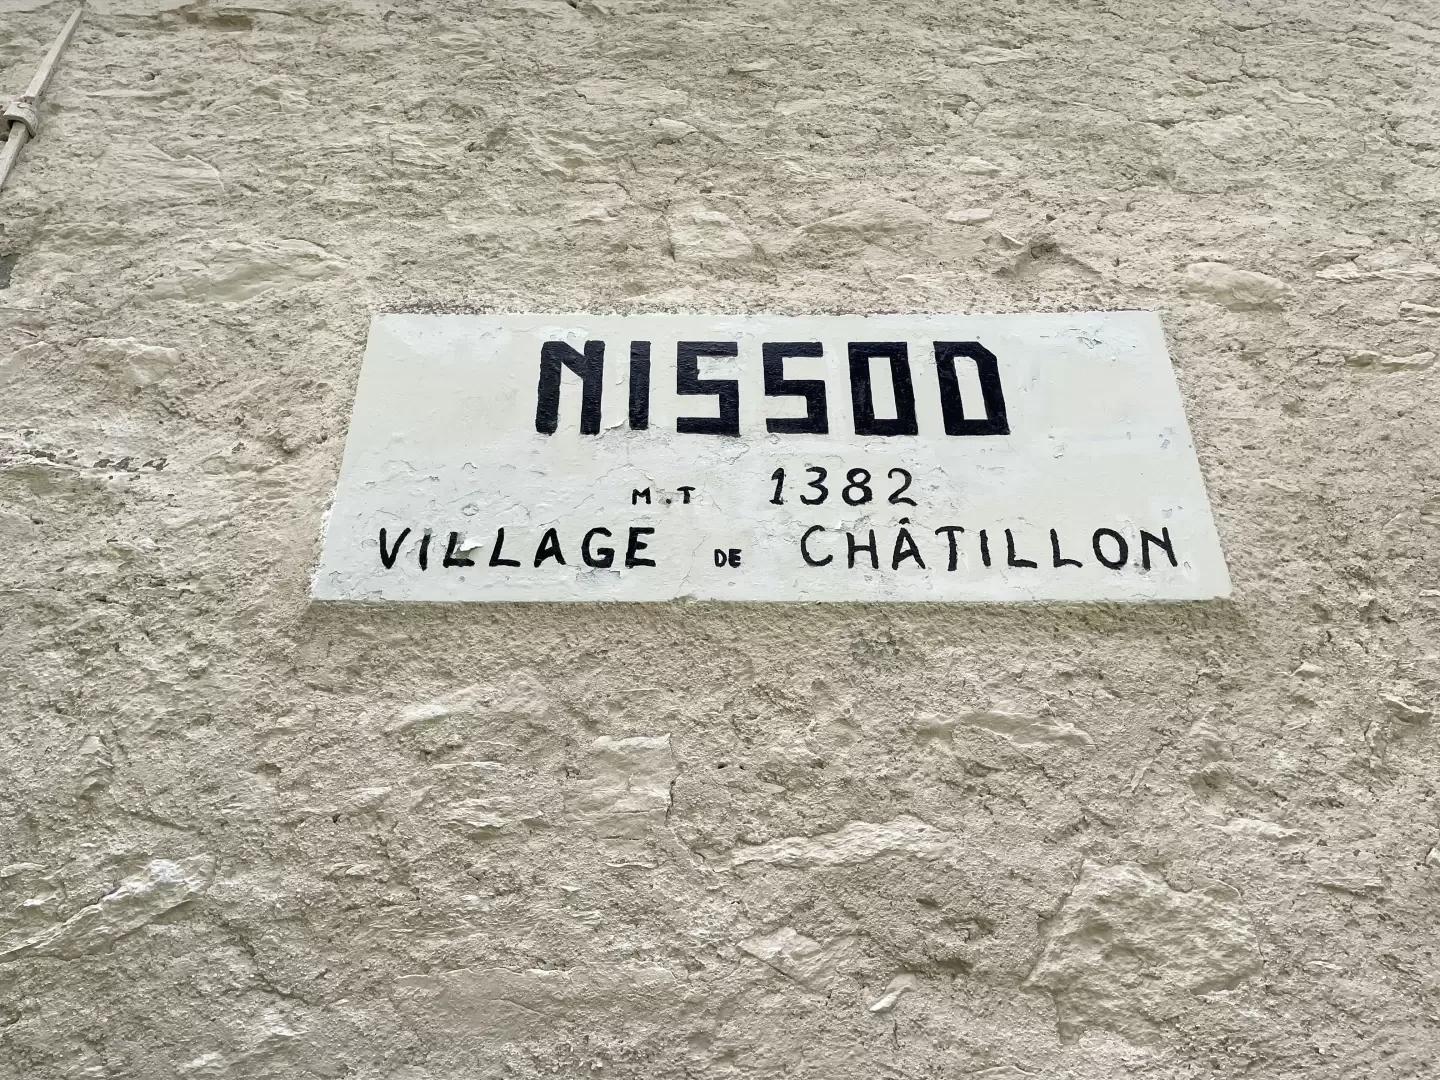 NISSOD
M.T 1382
VILLAGE DE CHÂTILLON